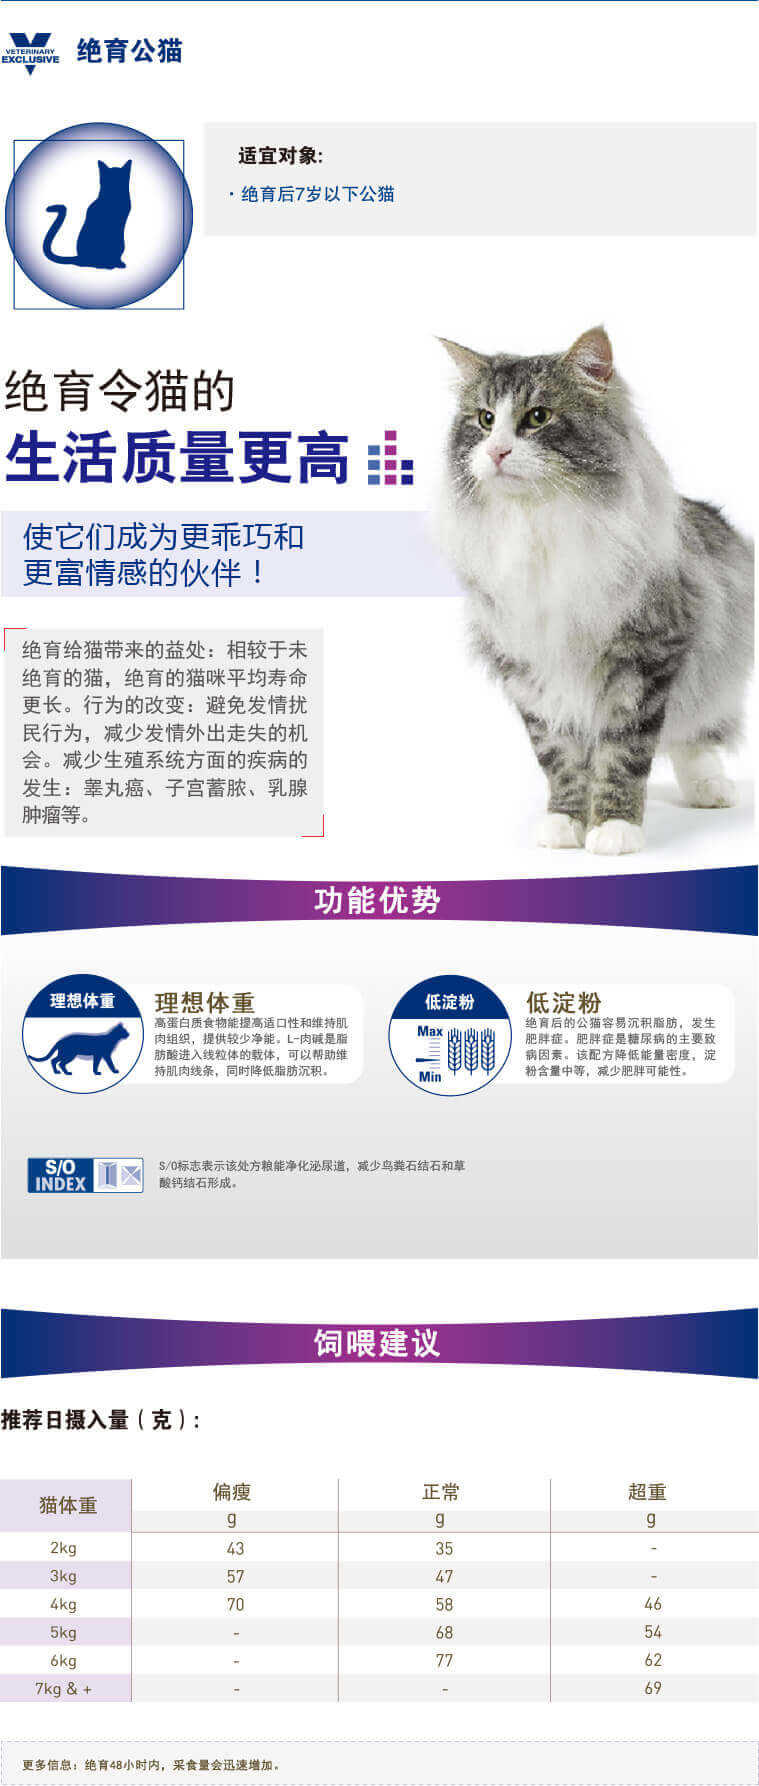 VETERINARY
EXCLUSIVE
绝育公猫
适宜对象:
·绝育后7岁以下公猫
绝育令猫的
生活质量更高
使它们成为更乖巧和
更富情感的伙伴！
绝育给猫带来的益处：相较于未
绝育的猫，绝育的猫咪平均寿命
更长。行为的改变：避免发情扰
民行为，减少发情外出走失的机
会。减少生殖系统方面的疾病的
发生：睾丸癌、子宫蓄脓、乳腺
肿瘤等。
功能优势
理想体重
理想体重
高蛋白质食物能提高适口性和维持肌
肉组织，提供较少净能。L-肉碱是脂
肪酸进入线粒体的载体，可以帮助维
持肌肉线条，同时降低脂肪沉积。
低淀粉
Max
Min
低淀粉
绝育后的公猫容易沉积脂肪，发生
肥胖症。肥胖症是糖尿病的主要致
病因素。该配方降低能量密度，淀
粉含量中等，减少肥胖可能性。
S/O
INDEX
S/O标志表示该处方粮能净化泌尿道，减少鸟粪石结石和草
酸钙结石形成。
饲喂建议
推荐日摄入量（克）:
猫体重 偏瘦 正常 超重
g g g
2kg 43 35 -
3kg 57 47 -
4kg 70 58 46
5kg - 68 54
6kg - 77 62
7kg & + - - 69
更多信息：绝育48小时内，采食量会迅速增加。